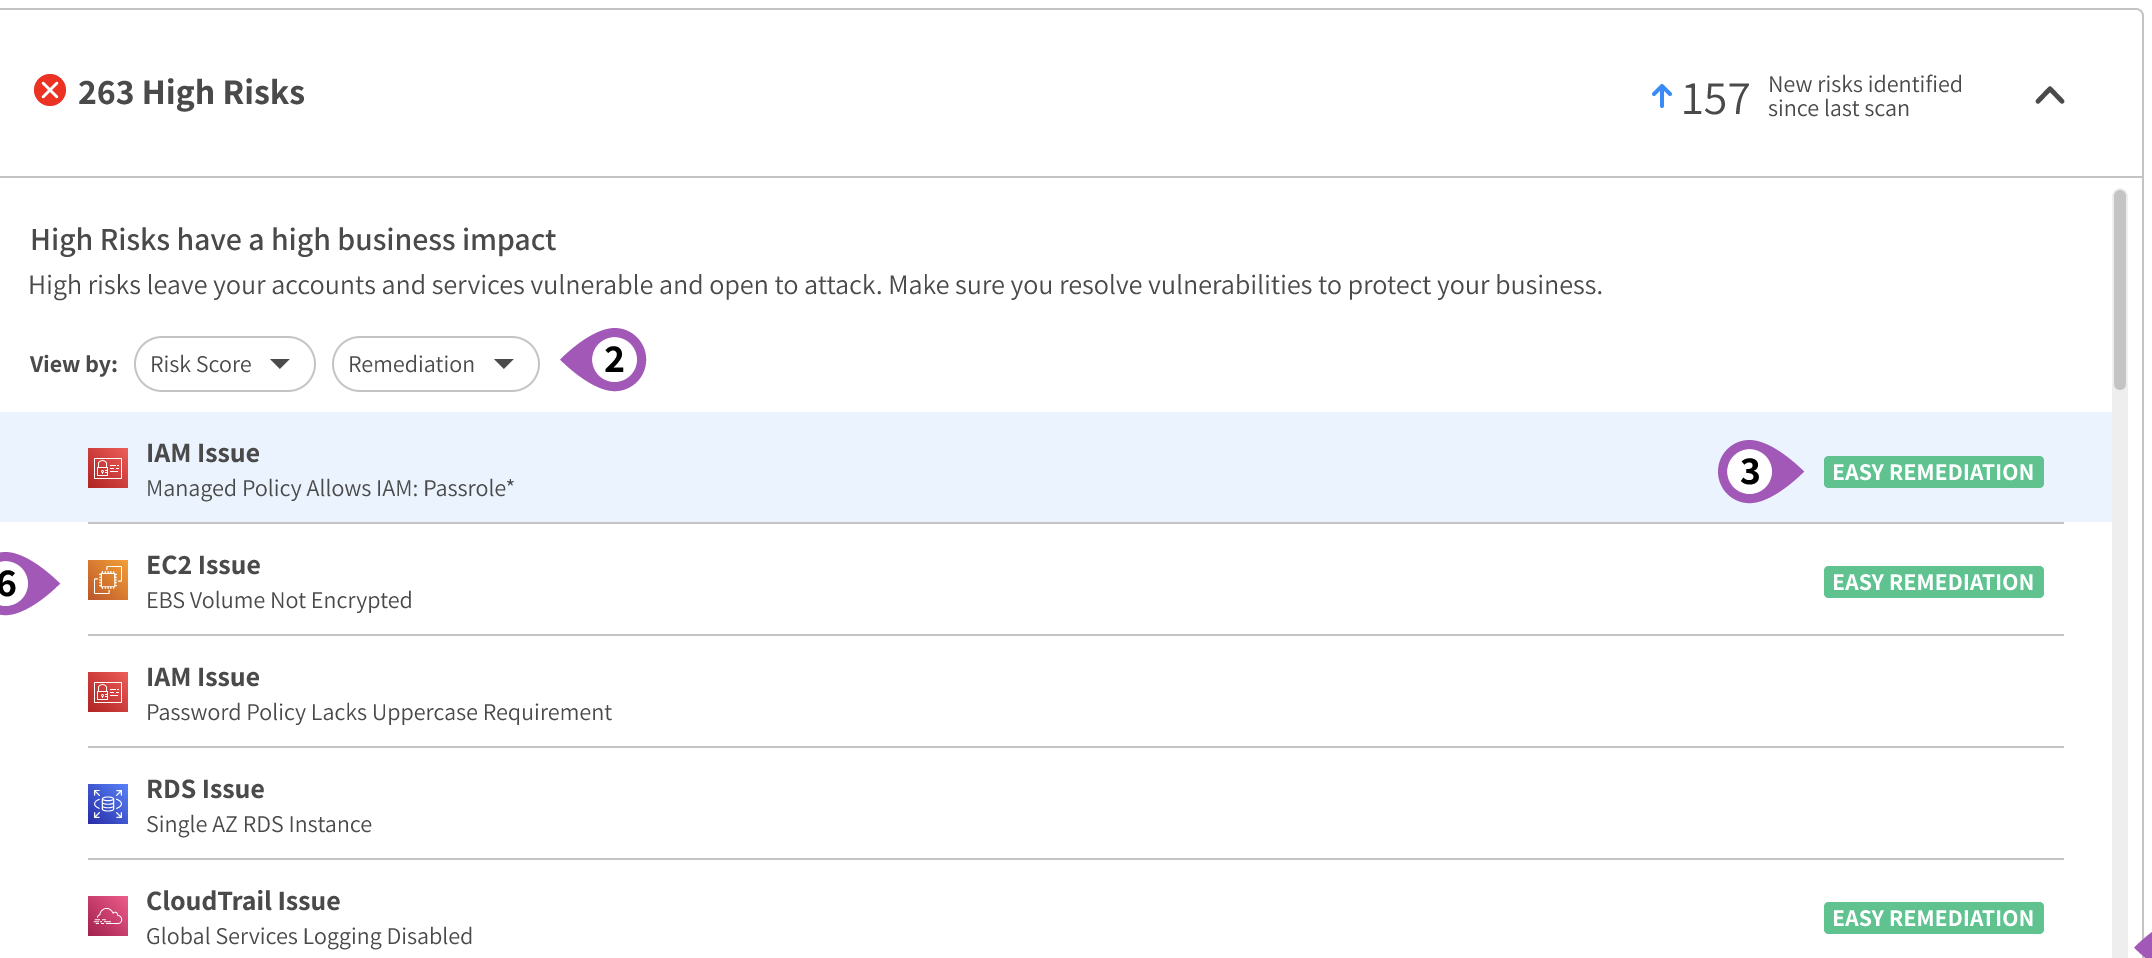 263 High Risks
157
New risks identified
since last scan
High Risks have a high business impact
High risks leave your accounts and services vulnerable and open to attack. Make sure you resolve vulnerabilities to protect your business.
View by: Risk Score Remediation 2
IAM Issue
Managed Policy Allows IAM: Passrole*
3 EASY REMEDIATION
6
EC2 Issue
EBS Volume Not Encrypted
EASY REMEDIATION
IAM Issue
Password Policy Lacks Uppercase Requirement
RDS Issue
Single AZ RDS Instance
CloudTrail Issue
Global Services Logging Disabled
EASY REMEDIATION